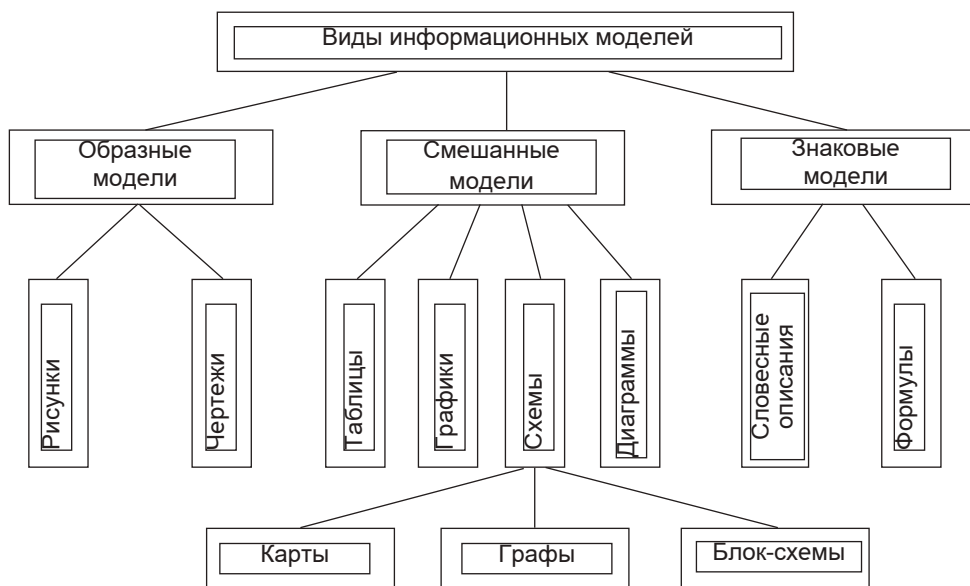 Виды информационных моделей
Образные
модели
Смешанные
модели
Знаковые
модели
Рисунки
Чертежи
Таблицы
Графики
Схемы
Диаграммы
Словесные
описания
Формулы
Карты
Графы
Блок-схемы